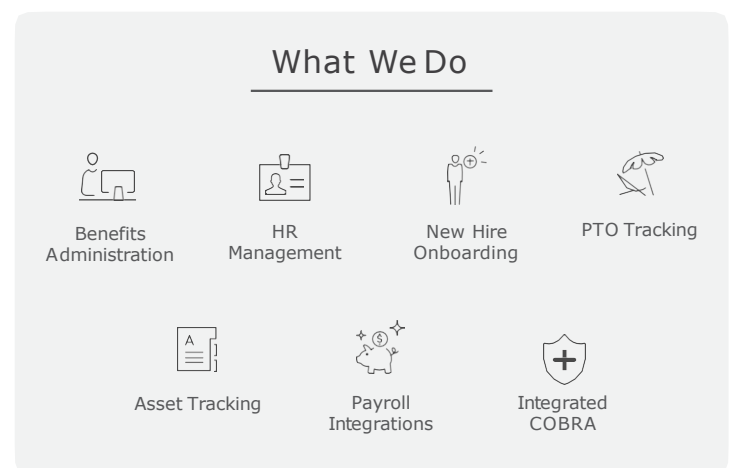 What We Do
Benefits
Administration
HR
Management
New Hire
Onboarding
PTO Tracking
A
$
Asset Tracking
Payroll
Integrations
Integrated
COBRA